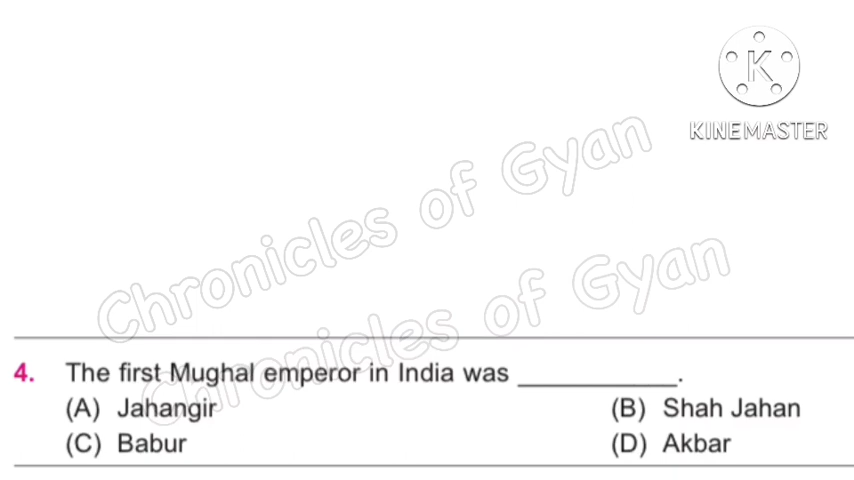 KINEMASTER
Chronicles of Gyan
Chronicles of Gyan
4. The first Mughal emperor in India was ___________.
(A) Jahangir (B) Shah Jahan
(C) Babur (D) Akbar